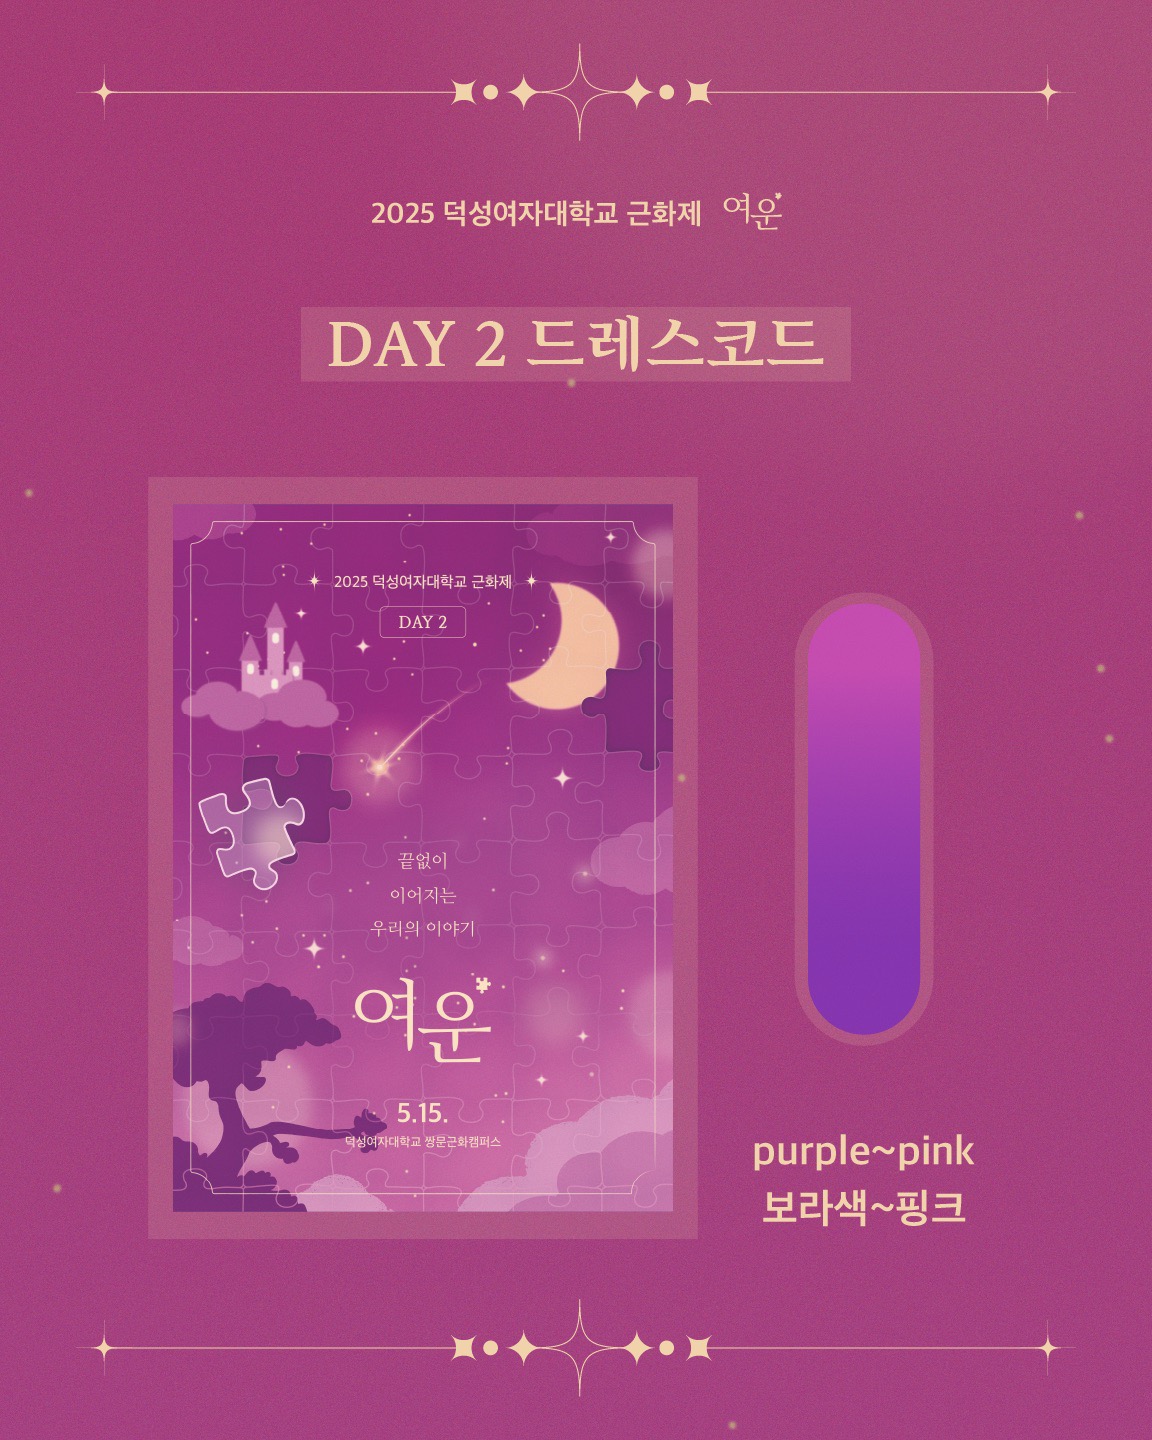 2025 덕성여자대학교 근화제 여운
DAY 2 드레스코드
2025 덕성여자대학교 근화제
DAY 2
끝없이
이어지는
우리의 이야기
여운
5.15.
덕성여자대학교 쌍문근화캠퍼스
purple~pink
보라색~핑크